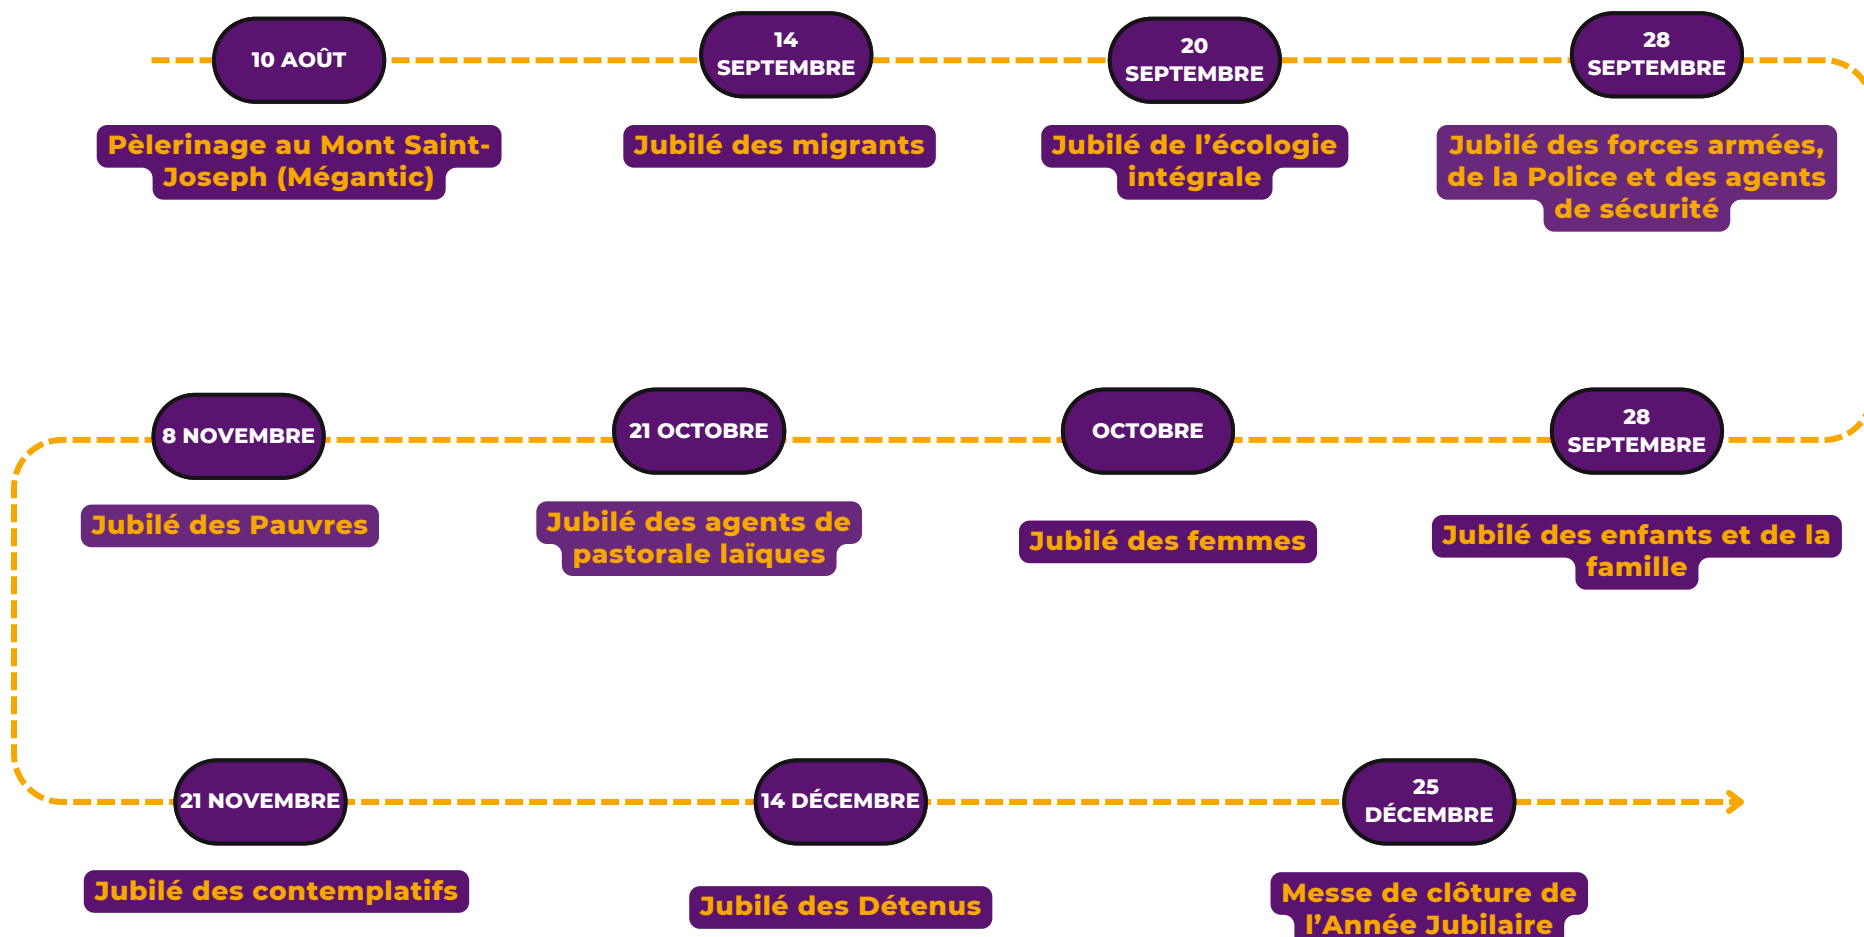 10 AOÛT
Pèlerinage au Mont Saint-
Joseph (Mégantic)
14
SEPTEMBRE
Jubilé des migrants
20
SEPTEMBRE
Jubilé de l’écologie
intégrale
28
SEPTEMBRE
Jubilé des forces armées,
de la Police et des agents
de sécurité
28
SEPTEMBRE
Jubilé des enfants et de la
famille
OCTOBRE
Jubilé des femmes
21 OCTOBRE
Jubilé des agents de
pastorale laïques
8 NOVEMBRE
Jubilé des Pauvres
21 NOVEMBRE
Jubilé des contemplatifs
14 DÉCEMBRE
Jubilé des Détenus
25
DÉCEMBRE
Messe de clôture de
l’Année Jubilaire